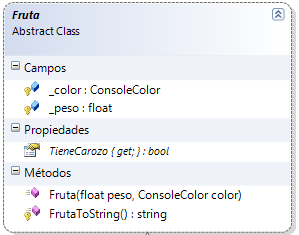 Fruta
Abstract Class
Campos
_color : ConsoleColor
_peso : float
Propiedades
TieneCarozo { get; } : bool
Métodos
Fruta(float peso, ConsoleColor color)
FrutaToString() : string